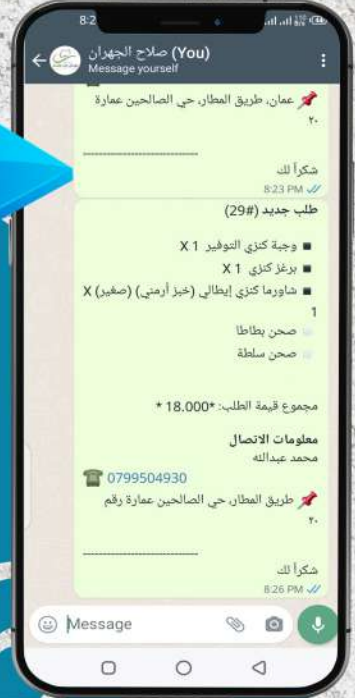 8:2
صلاح الجهران (You)
Message yourself
📌 عمان، طريق المطار، حي الصالحين عمارة
٢٠
------------------------------
شكراً لك
8:23 PM
طلب جديد (#29)
◾ وجبة كنزي التوفير X 1
◾ برغز كنزي X 1
◾ شاورما كنزي إيطالي (خبز أرمني) (صغير) X
1
صحن بطاطا
صحن سلطة
مجموع قيمة الطلب: *18.000 *
معلومات الاتصال
محمد عبدالله
☎ 0799504930
📌 طريق المطار، حي الصالحين عمارة رقم
٢٠
------------------------------
شكراً لك
8:26 PM
Message